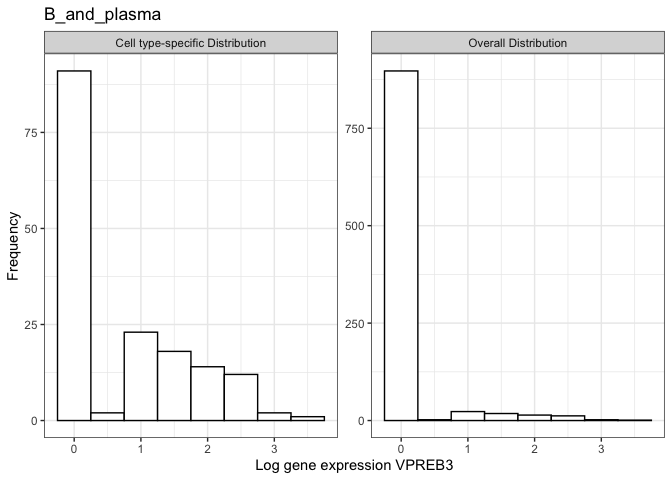 B_and_plasma
Cell type-specific Distribution
Overall Distribution
Frequency
75
50
25
0
750
500
250
0
0 1 2 3
0 1 2 3
Log gene expression VPREB3